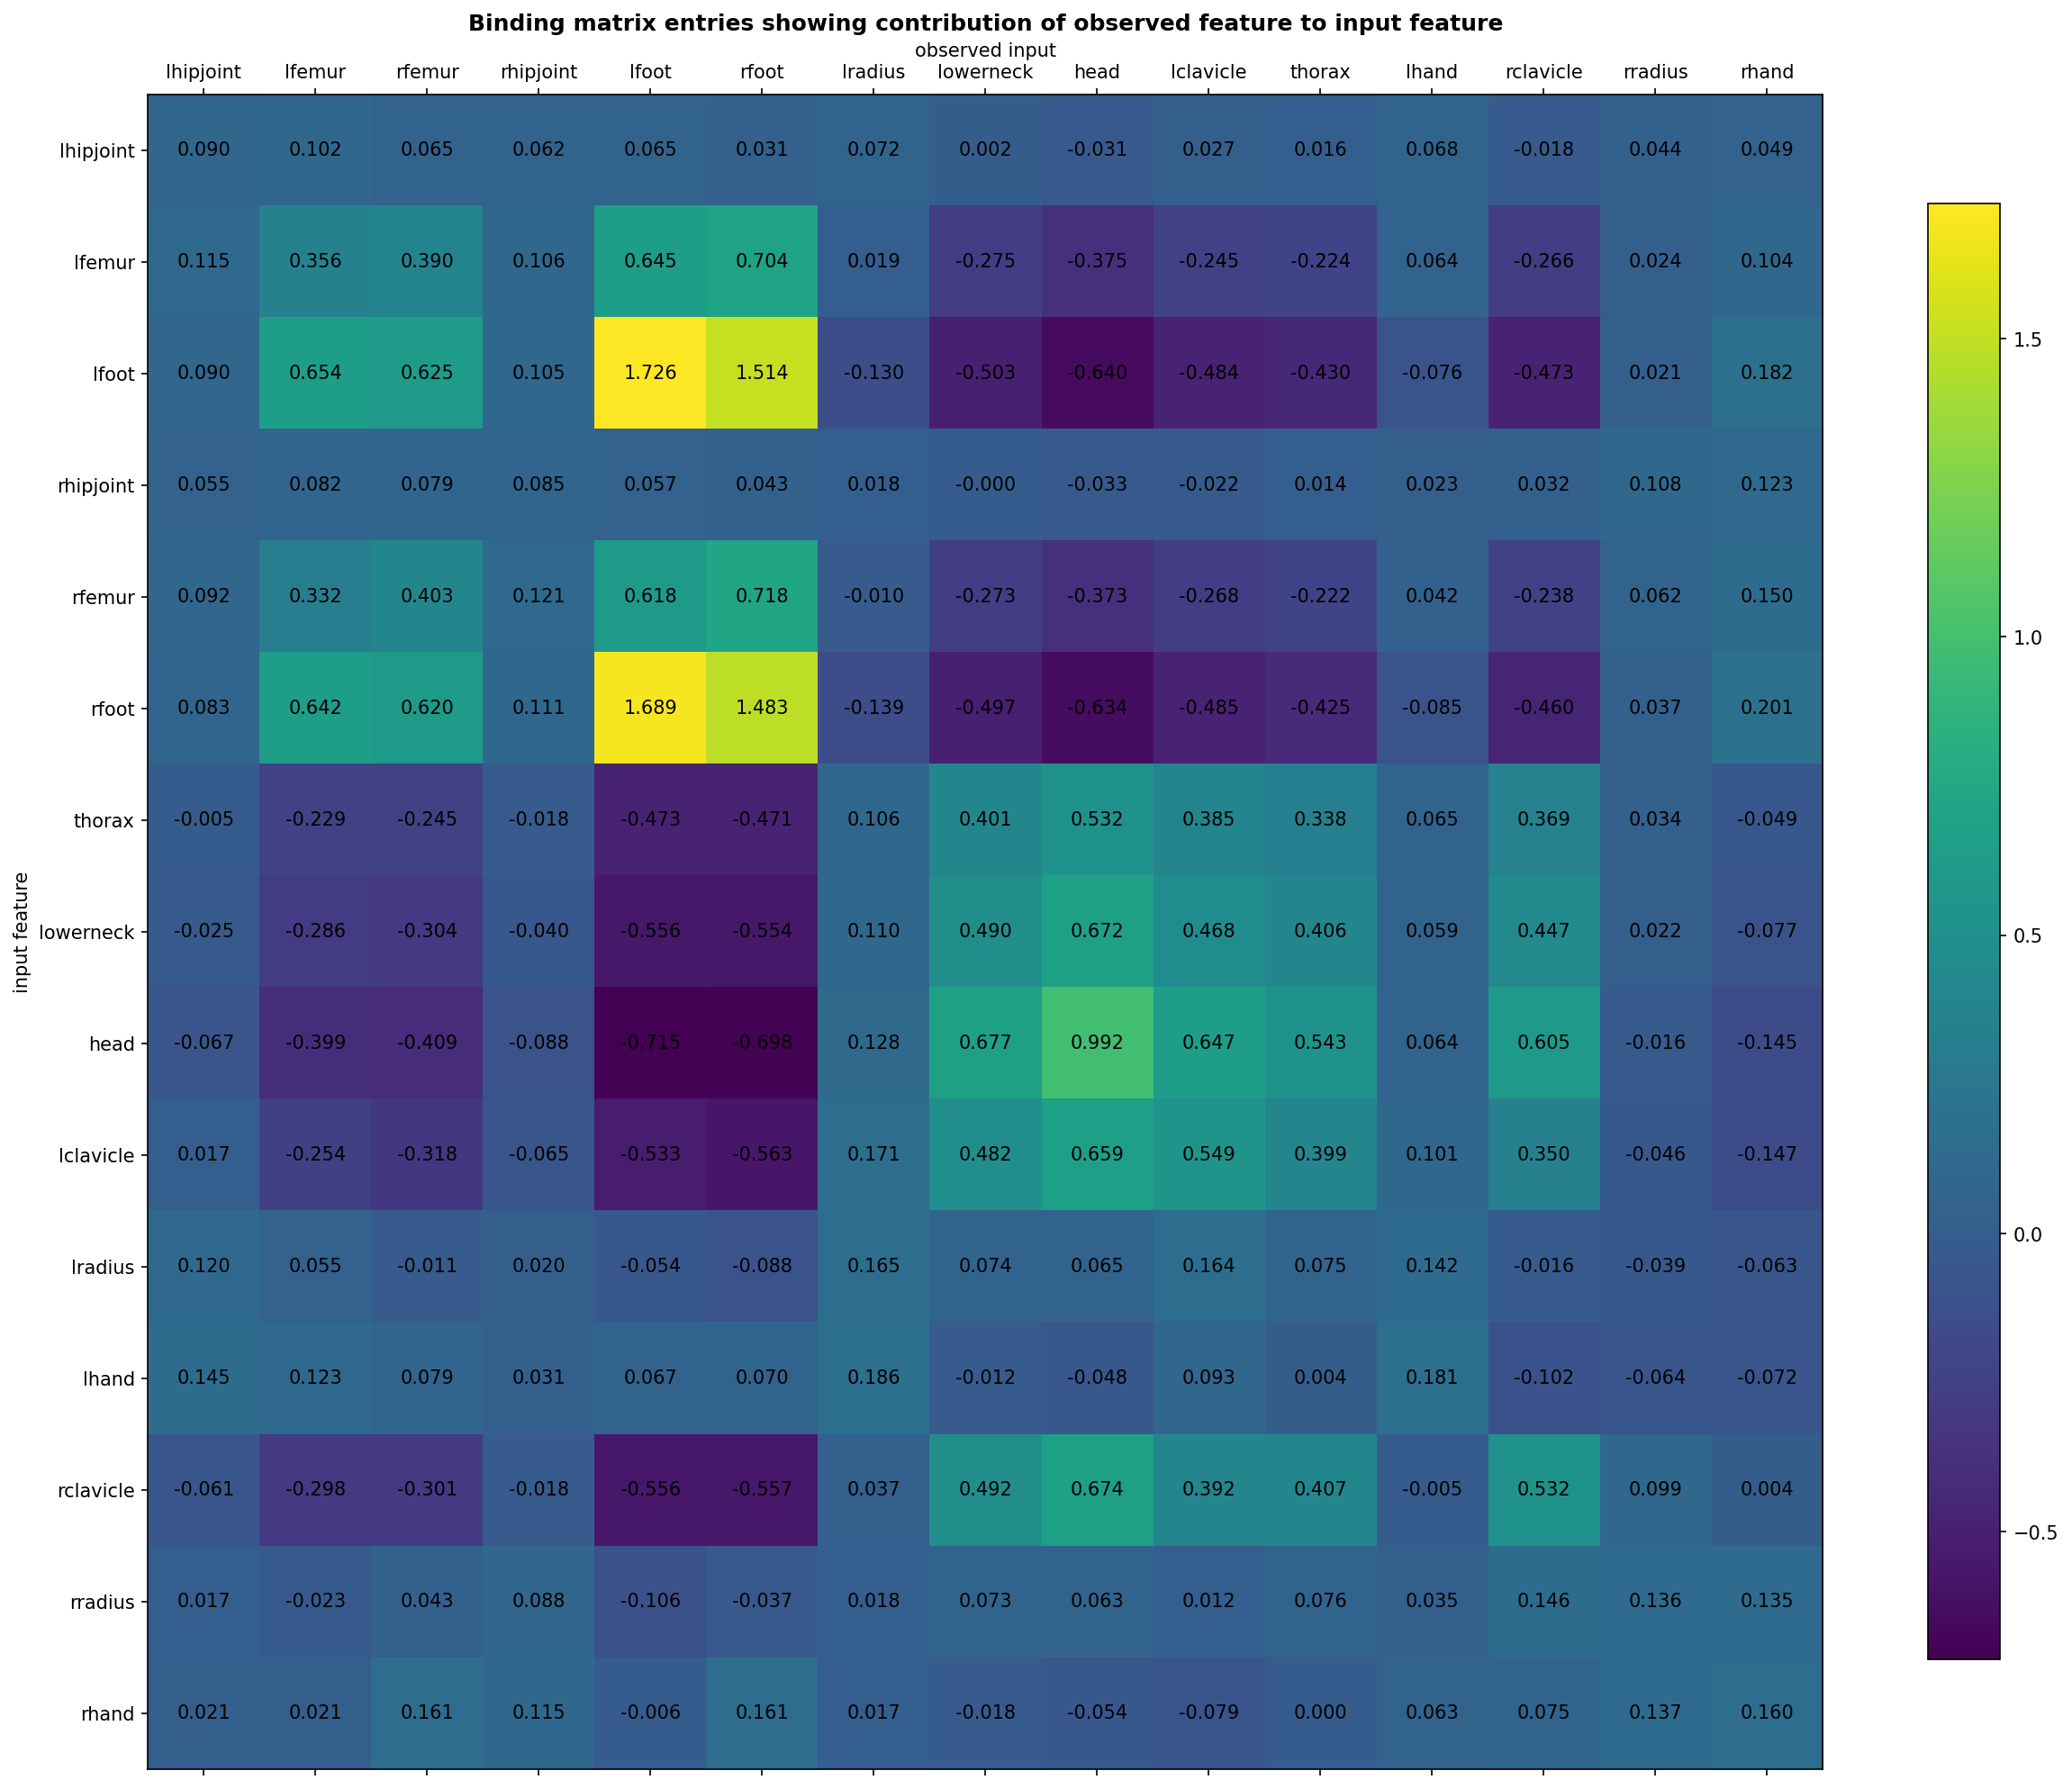 Binding matrix entries showing contribution of observed feature to input feature
observed input
lhipjoint lfemur rfemur rhipjoint lfoot rfoot lradius lowerneck head lclavicle thorax lhand rclavicle rradius rhand
lhipjoint 0.090 0.102 0.065 0.062 0.065 0.031 0.072 0.002 -0.031 0.027 0.016 0.068 -0.018 0.044 0.049
lfemur 0.115 0.356 0.390 0.106 0.645 0.704 0.019 -0.275 -0.375 -0.245 -0.224 0.064 -0.266 0.024 0.104
lfoot 0.090 0.654 0.625 0.105 1.726 1.514 -0.130 -0.503 -0.640 -0.484 -0.430 -0.076 -0.473 0.021 0.182
rhipjoint 0.055 0.082 0.079 0.085 0.057 0.043 0.018 -0.000 -0.033 -0.022 0.014 0.023 0.032 0.108 0.123
rfemur 0.092 0.332 0.403 0.121 0.618 0.718 -0.010 -0.273 -0.373 -0.268 -0.222 0.042 -0.238 0.062 0.150
rfoot 0.083 0.642 0.620 0.111 1.689 1.483 -0.139 -0.497 -0.634 -0.485 -0.425 -0.085 -0.460 0.037 0.201
thorax -0.005 -0.229 -0.245 -0.018 -0.473 -0.471 0.106 0.401 0.532 0.385 0.338 0.065 0.369 0.034 -0.049
lowerneck -0.025 -0.286 -0.304 -0.040 -0.556 -0.554 0.110 0.490 0.672 0.468 0.406 0.059 0.447 0.022 -0.077
head -0.067 -0.399 -0.409 -0.088 -0.715 -0.698 0.128 0.677 0.992 0.647 0.543 0.064 0.605 -0.016 -0.145
lclavicle 0.017 -0.254 -0.318 -0.065 -0.533 -0.563 0.171 0.482 0.659 0.549 0.399 0.101 0.350 -0.046 -0.147
lradius 0.120 0.055 -0.011 0.020 -0.054 -0.088 0.165 0.074 0.065 0.164 0.075 0.142 -0.016 -0.039 -0.063
lhand 0.145 0.123 0.079 0.031 0.067 0.070 0.186 -0.012 -0.048 0.093 0.004 0.181 -0.102 -0.064 -0.072
rclavicle -0.061 -0.298 -0.301 -0.018 -0.556 -0.557 0.037 0.492 0.674 0.392 0.407 -0.005 0.532 0.099 0.004
rradius 0.017 -0.023 0.043 0.088 -0.106 -0.037 0.018 0.073 0.063 0.012 0.076 0.035 0.146 0.136 0.135
rhand 0.021 0.021 0.161 0.115 -0.006 0.161 0.017 -0.018 -0.054 -0.079 0.000 0.063 0.075 0.137 0.160
input feature
1.5
1.0
0.5
0.0
−0.5